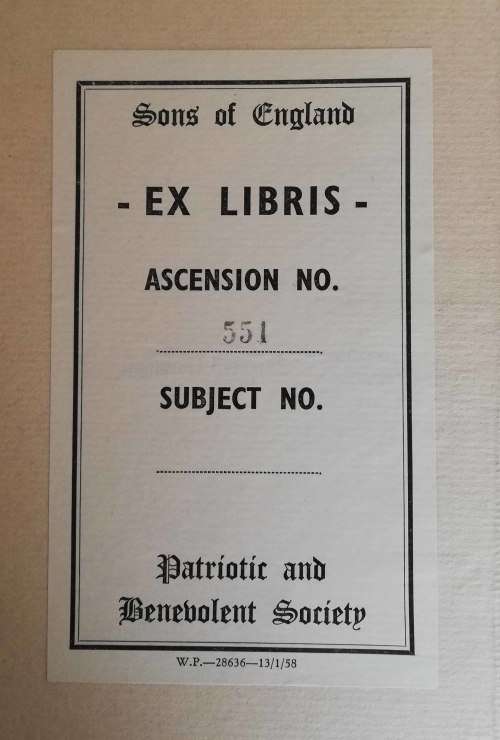 Sons of England
- EX LIBRIS -
ASCENSION NO.
551
SUBJECT NO.
Patriotic and
Benevolent Society
W.P.—28636—13/1/58